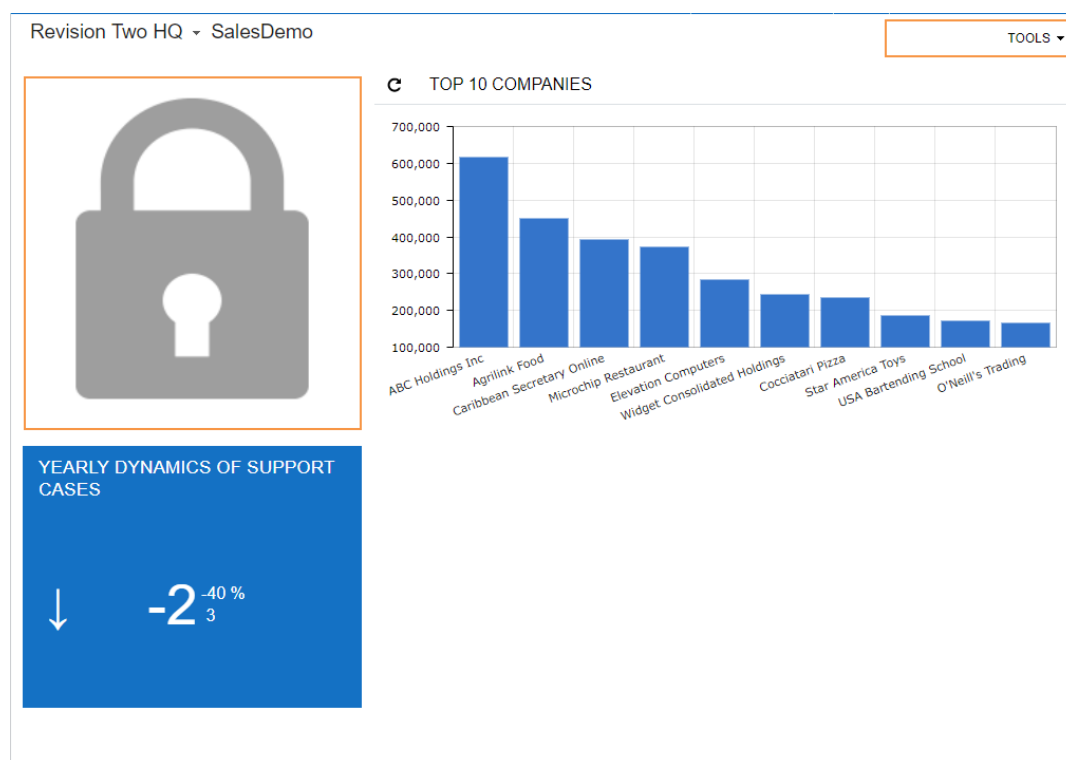 Revision Two HQ SalesDemo
TOOLS
TOP 10 COMPANIES
700,000
600,000
500,000
400,000
300,000
200,000
100,000
ABC Holdings Inc
Agrilink Food
Caribbean Secretary Online
Microchip Restaurant
Elevation Computers
Widget Consolidated Holdings
Cocciatari Pizza
Star America Toys
USA Bartending School
O'Neill's Trading
YEARLY DYNAMICS OF SUPPORT
CASES
↓ -2 -40 %
3